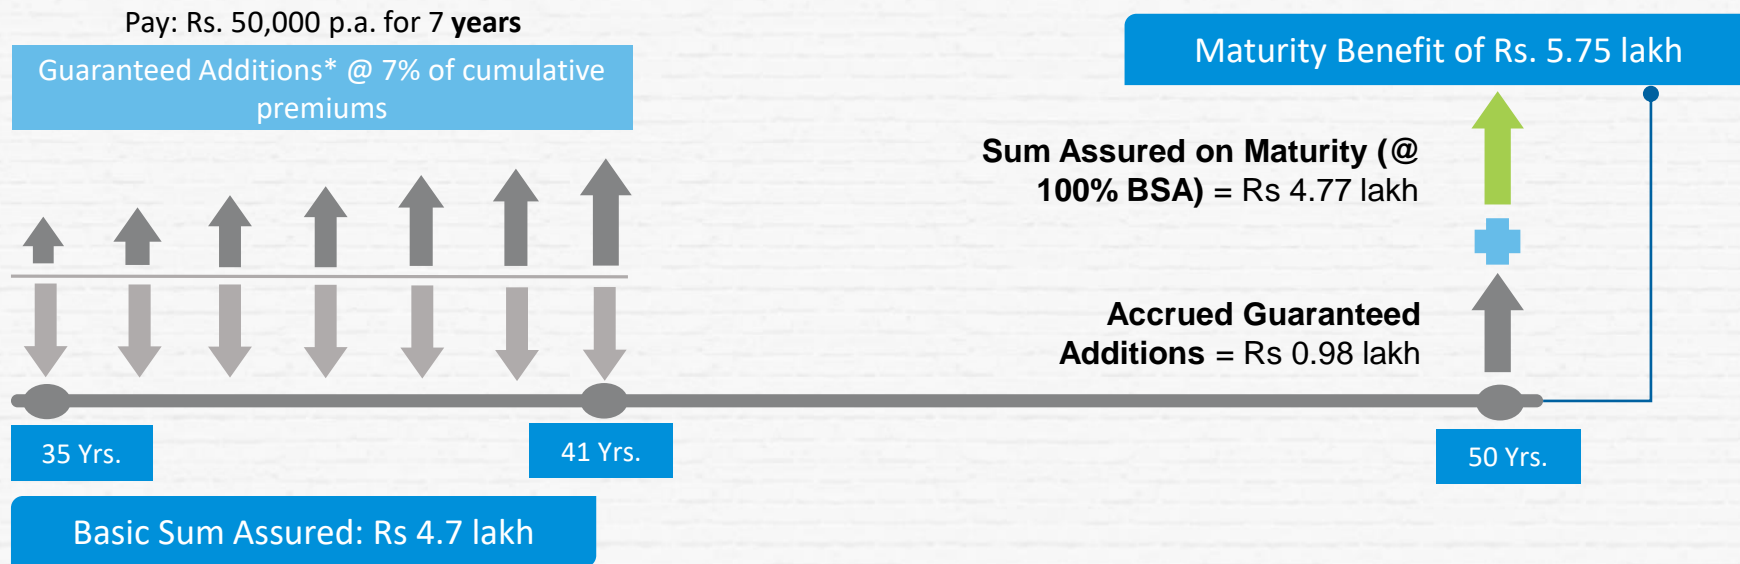 Pay: Rs. 50,000 p.a. for 7 years
Guaranteed Additions* @ 7% of cumulative
premiums
Maturity Benefit of Rs. 5.75 lakh
Sum Assured on Maturity (@
100% BSA) = Rs 4.77 lakh
Accrued Guaranteed
Additions = Rs 0.98 lakh
35 Yrs.
41 Yrs.
50 Yrs.
Basic Sum Assured: Rs 4.7 lakh